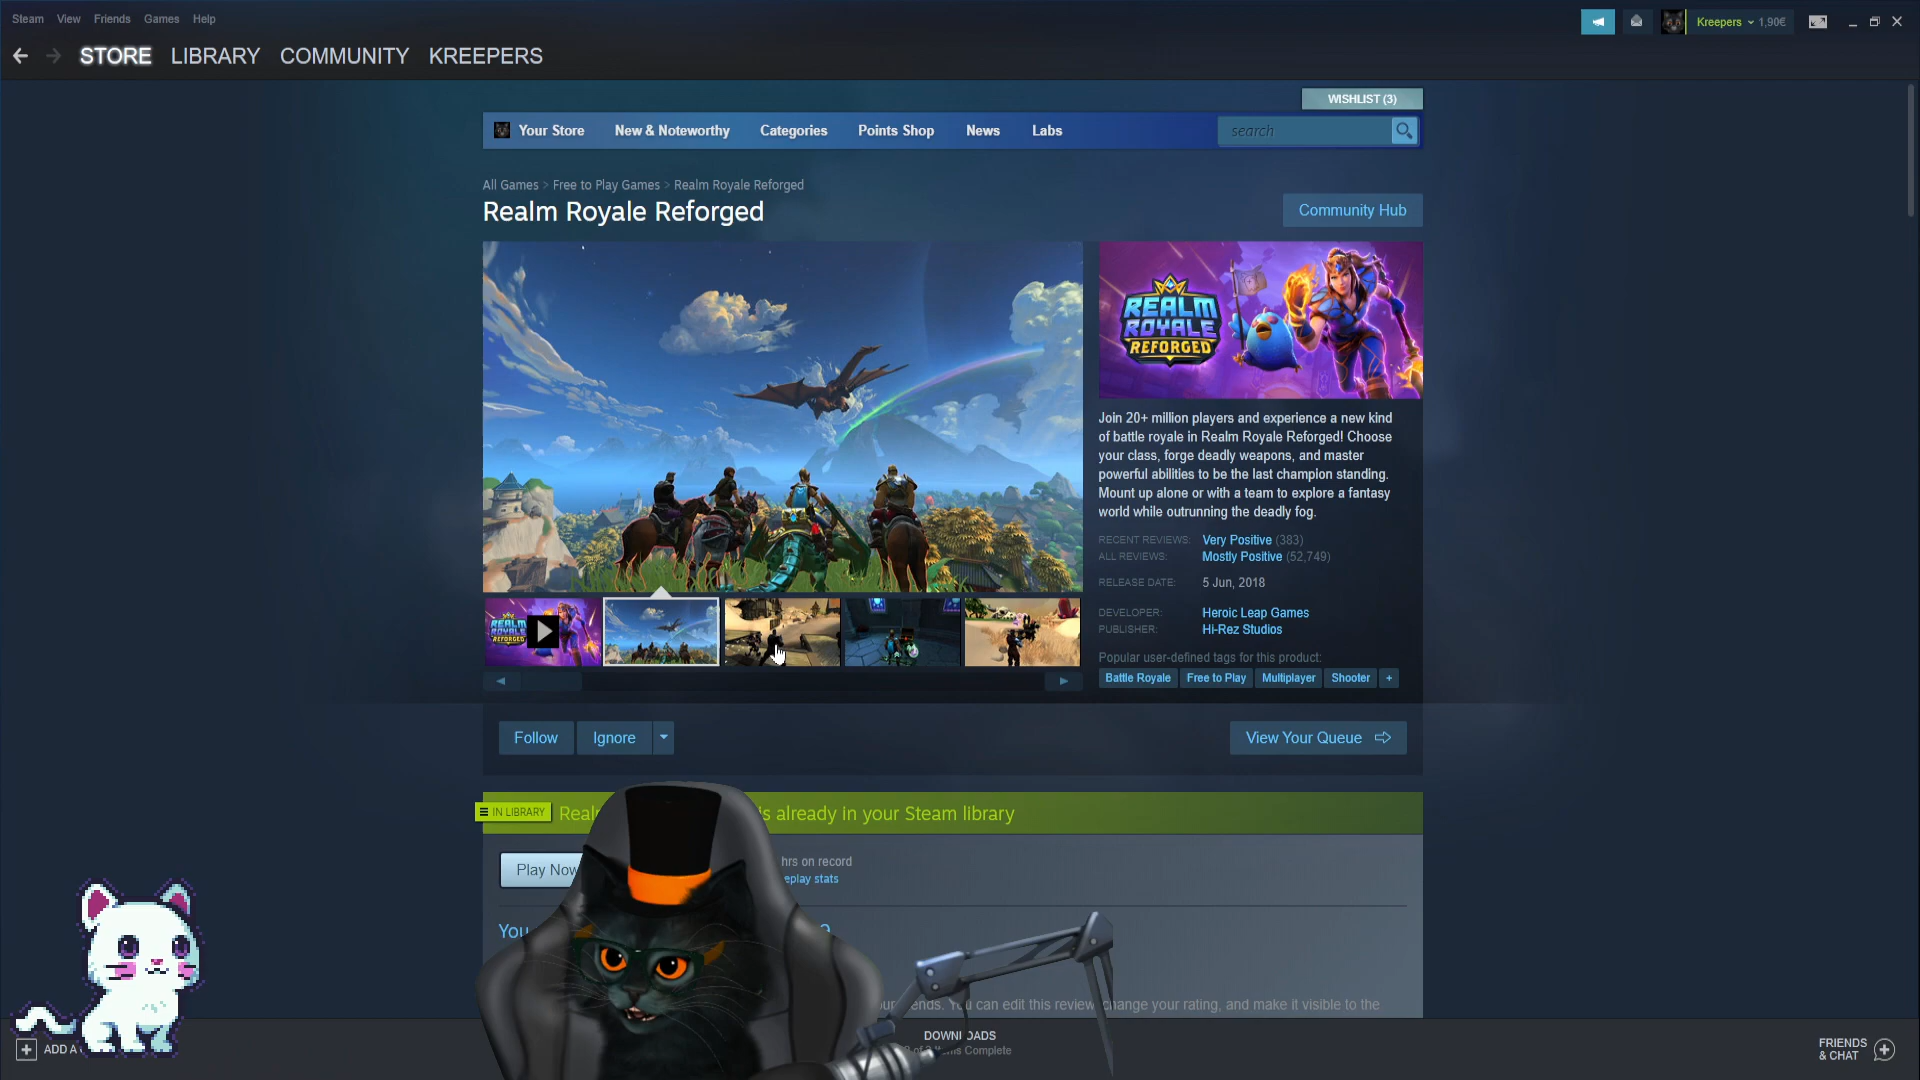 Steam View Friends Games Help
Kreepers 1,90€
STORE LIBRARY COMMUNITY KREEPERS
WISHLIST (3)
Your Store New & Noteworthy Categories Points Shop News Labs search
All Games > Free to Play Games > Realm Royale Reforged
Realm Royale Reforged
Community Hub
REALM
ROYALE
REFORGED
Join 20+ million players and experience a new kind
of battle royale in Realm Royale Reforged! Choose
your class, forge deadly weapons, and master
powerful abilities to be the last champion standing.
Mount up alone or with a team to explore a fantasy
world while outrunning the deadly fog.
RECENT REVIEWS: Very Positive (383)
ALL REVIEWS: Mostly Positive (52,749)
RELEASE DATE: 5 Jun, 2018
DEVELOPER: Heroic Leap Games
PUBLISHER: Hi-Rez Studios
Popular user-defined tags for this product:
Battle Royale Free to Play Multiplayer Shooter +
Follow Ignore View Your Queue
IN LIBRARY already in your Steam library
Play Now hrs on record
stats
You
You can edit this review, change your rating, and make it visible to the
ADD A
DOWNLOADS
Complete
FRIENDS
& CHAT